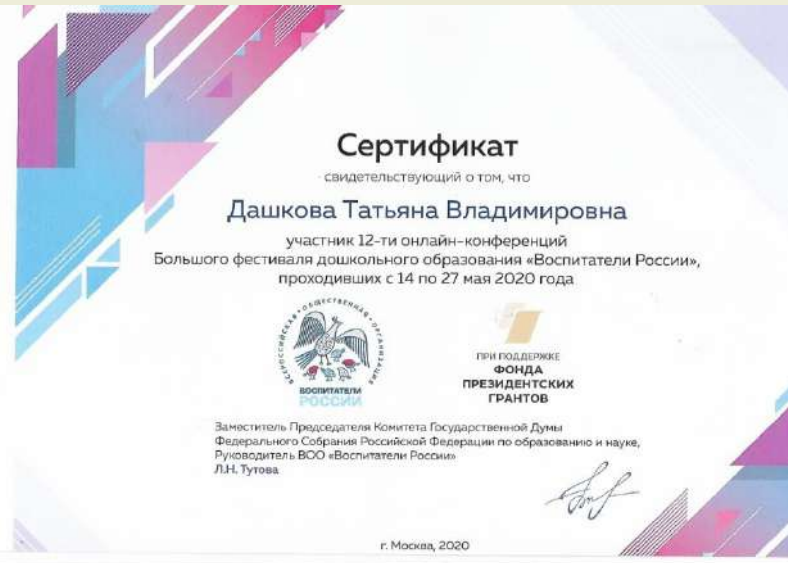 Сертификат
свидетельствующий о том, что
Дашкова Татьяна Владимировна
участник 12-ти онлайн-конференций
Большого фестиваля дошкольного образования «Воспитатели России»,
проходивших с 14 по 27 мая 2020 года
ВСЕРОССИЙСКАЯ • ОБЩЕСТВЕННАЯ • ОРГАНИЗАЦИЯ
ВОСПИТАТЕЛИ
РОССИИ
ПРИ ПОДДЕРЖКЕ
ФОНДА
ПРЕЗИДЕНТСКИХ
ГРАНТОВ
Заместитель Председателя Комитета Государственной Думы
Федерального Собрания Российской Федерации по образованию и науке,
Руководитель ВОО «Воспитатели России»
Л.Н. Тутова
г. Москва, 2020